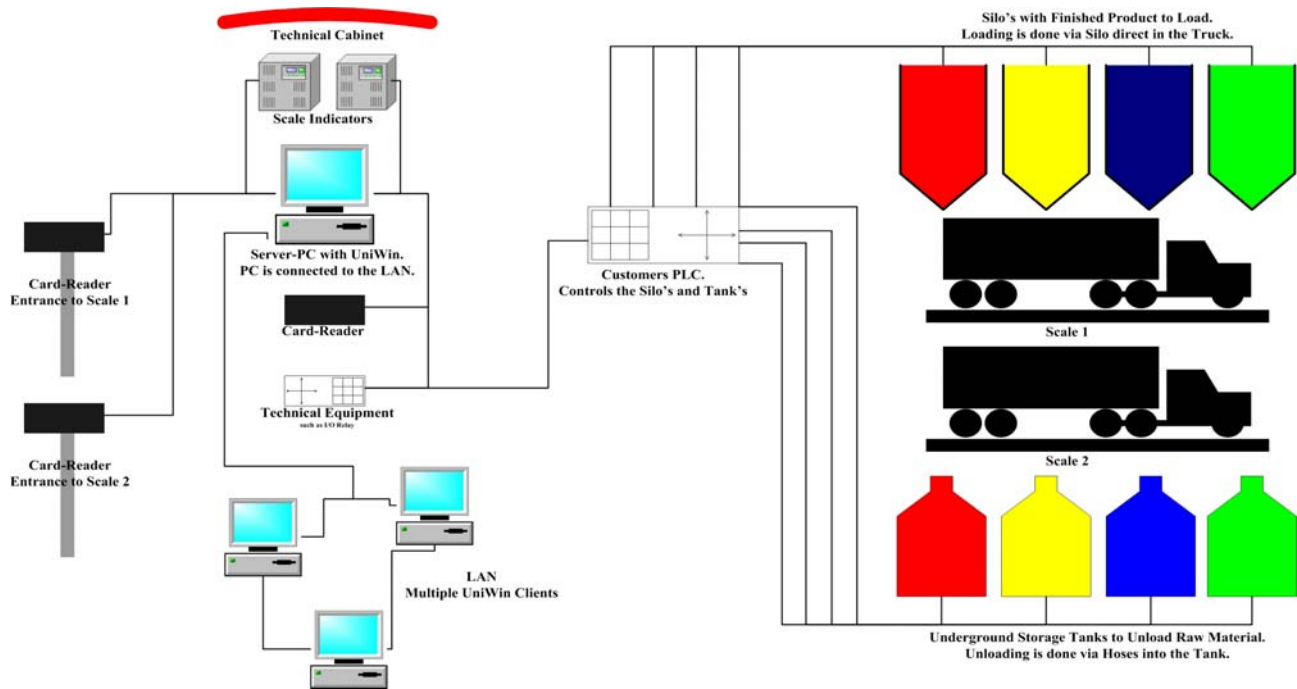 Technical Cabinet
Scale Indicators
Server-PC with UniWin.
PC is connected to the LAN.
Card-Reader
Entrance to Scale 1
Card-Reader
Technical Equipment
such as I/O Relay
Card-Reader
Entrance to Scale 2
LAN
Multiple UniWin Clients
Customers PLC.
Controls the Silo's and Tank's
Silo's with Finished Product to Load.
Loading is done via Silo direct in the Truck.
Scale 1
Scale 2
Underground Storage Tanks to Unload Raw Material.
Unloading is done via Hoses into the Tank.